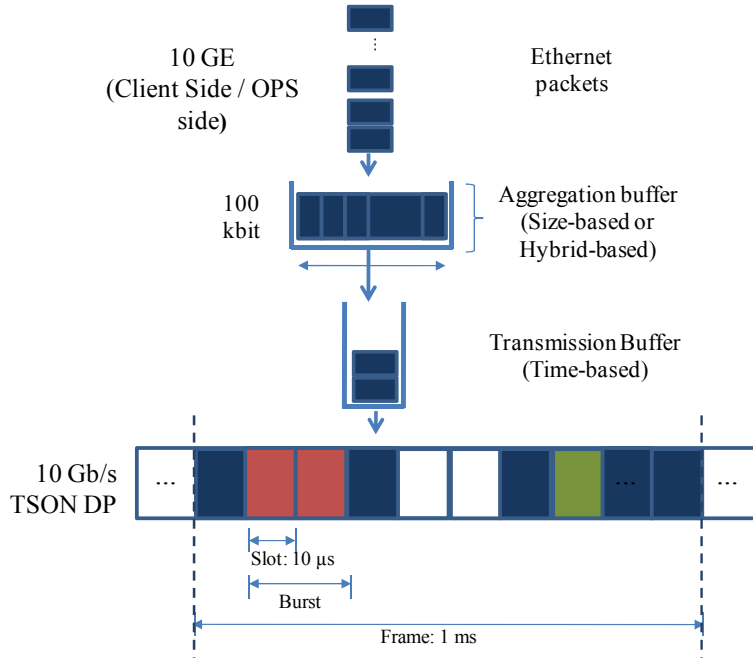 10 GE
(Client Side / OPS
side)
...
Ethernet
packets
100
kbit
Aggregation buffer
(Size-based or
Hybrid-based)
Transmission Buffer
(Time-based)
10 Gb/s
TSON DP
... ... ...
Slot: 10 µs
Burst
Frame: 1 ms